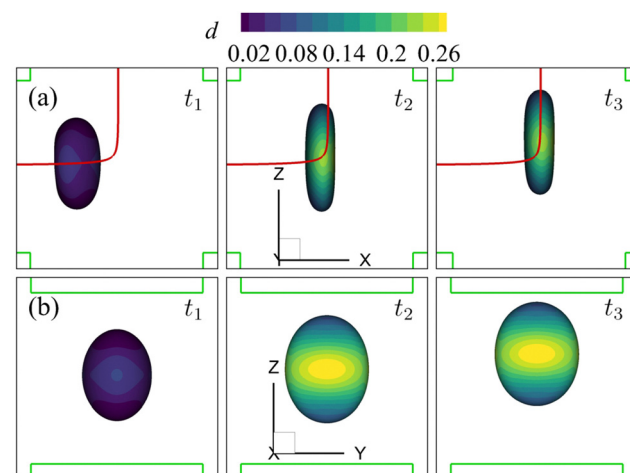 d
0.02 0.08 0.14 0.2 0.26
(a) t₁ t₂ t₃
Z
Y X
(b) t₁ t₂ t₃
Z
X Y